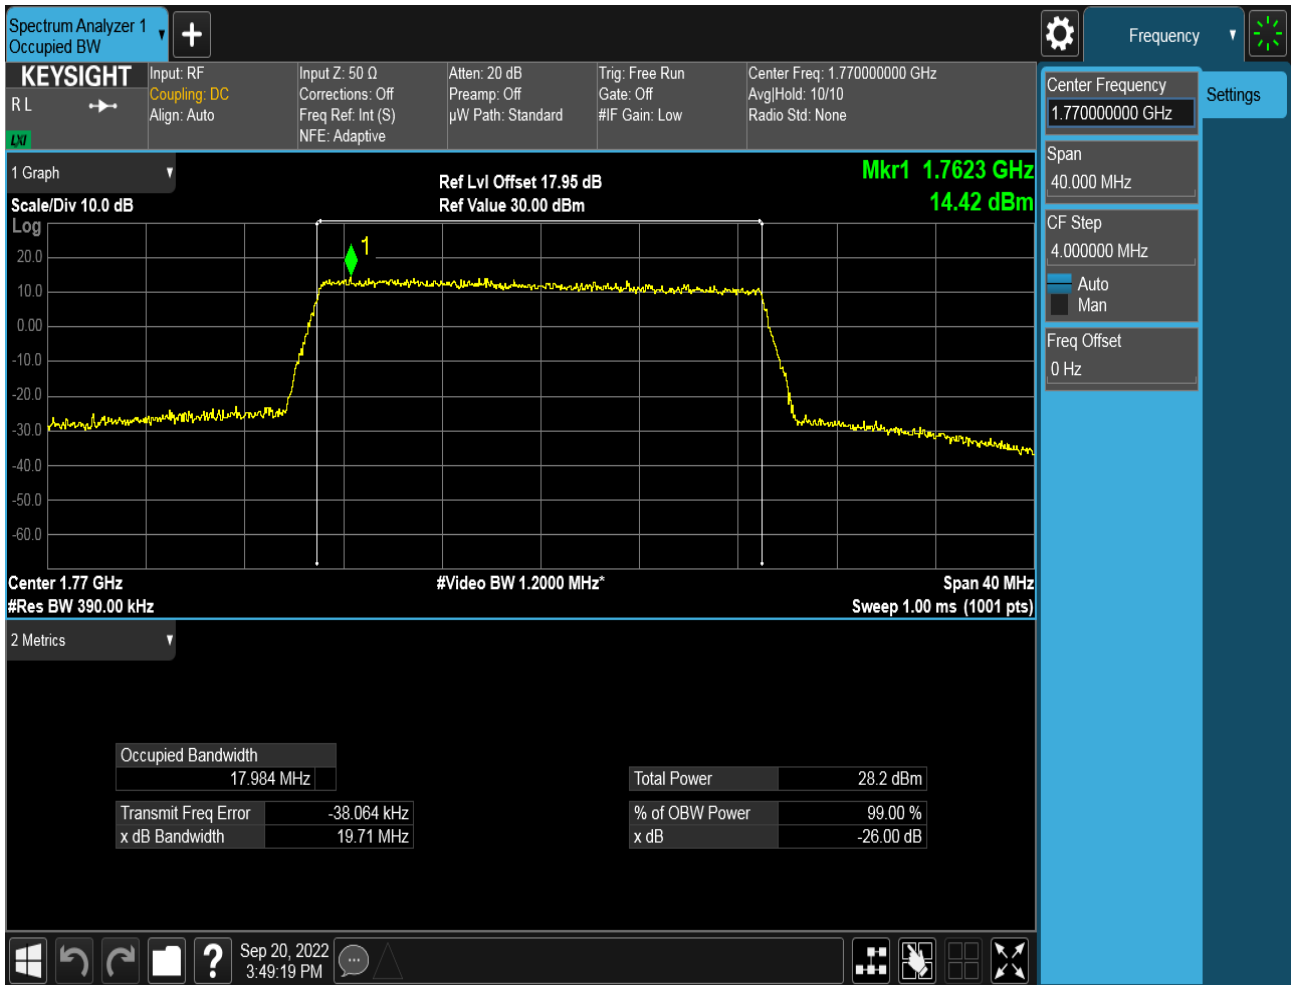 Spectrum Analyzer 1
Occupied BW
Frequency
KEYSIGHT
R L
LXI
Input: RF
Coupling: DC
Align: Auto
Input Z: 50 Ω
Corrections: Off
Freq Ref: Int (S)
NFE: Adaptive
Atten: 20 dB
Preamp: Off
µW Path: Standard
Trig: Free Run
Gate: Off
#IF Gain: Low
Center Freq: 1.770000000 GHz
Avg|Hold: 10/10
Radio Std: None
Center Frequency
1.770000000 GHz
Settings
Span
40.000 MHz
CF Step
4.000000 MHz
Auto
Man
Freq Offset
0 Hz
1 Graph
Scale/Div 10.0 dB
Ref Lvl Offset 17.95 dB
Ref Value 30.00 dBm
Mkr1 1.7623 GHz
14.42 dBm
Log
1
20.0
10.0
0.00
-10.0
-20.0
-30.0
-40.0
-50.0
-60.0
Center 1.77 GHz
#Video BW 1.2000 MHz*
Span 40 MHz
#Res BW 390.00 kHz
Sweep 1.00 ms (1001 pts)
2 Metrics
Occupied Bandwidth
17.984 MHz
Transmit Freq Error -38.064 kHz
x dB Bandwidth 19.71 MHz
Total Power 28.2 dBm
% of OBW Power 99.00 %
x dB -26.00 dB
?
Sep 20, 2022
3:49:19 PM